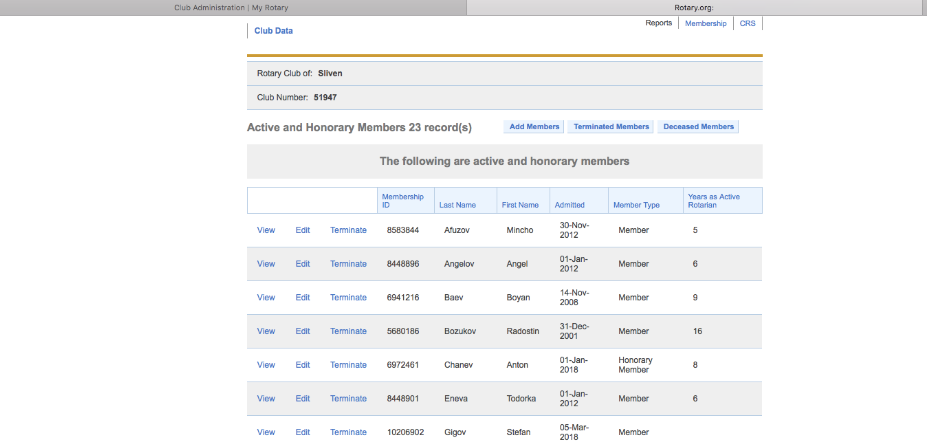 Club Administration | My Rotary
Rotary.org:
Reports
Membership
CRS
Club Data
Rotary Club of: Sliven
Club Number: 51947
Active and Honorary Members 23 record(s)
Add Members
Terminated Members
Deceased Members
The following are active and honorary members
Membership ID Last Name First Name Admitted Member Type Years as Active Rotarian
View Edit Terminate 8583844 Afuzov Mincho 30-Nov-2012 Member 5
View Edit Terminate 8448896 Angelov Angel 01-Jan-2012 Member 6
View Edit Terminate 6941216 Baev Boyan 14-Nov-2008 Member 9
View Edit Terminate 5680186 Bozukov Radostin 31-Dec-2001 Member 16
View Edit Terminate 6972461 Chanev Anton 01-Jan-2018 Honorary Member 8
View Edit Terminate 8448901 Eneva Todorka 01-Jan-2012 Member 6
View Edit Terminate 10206902 Gigov Stefan 05-Mar-2018 Member